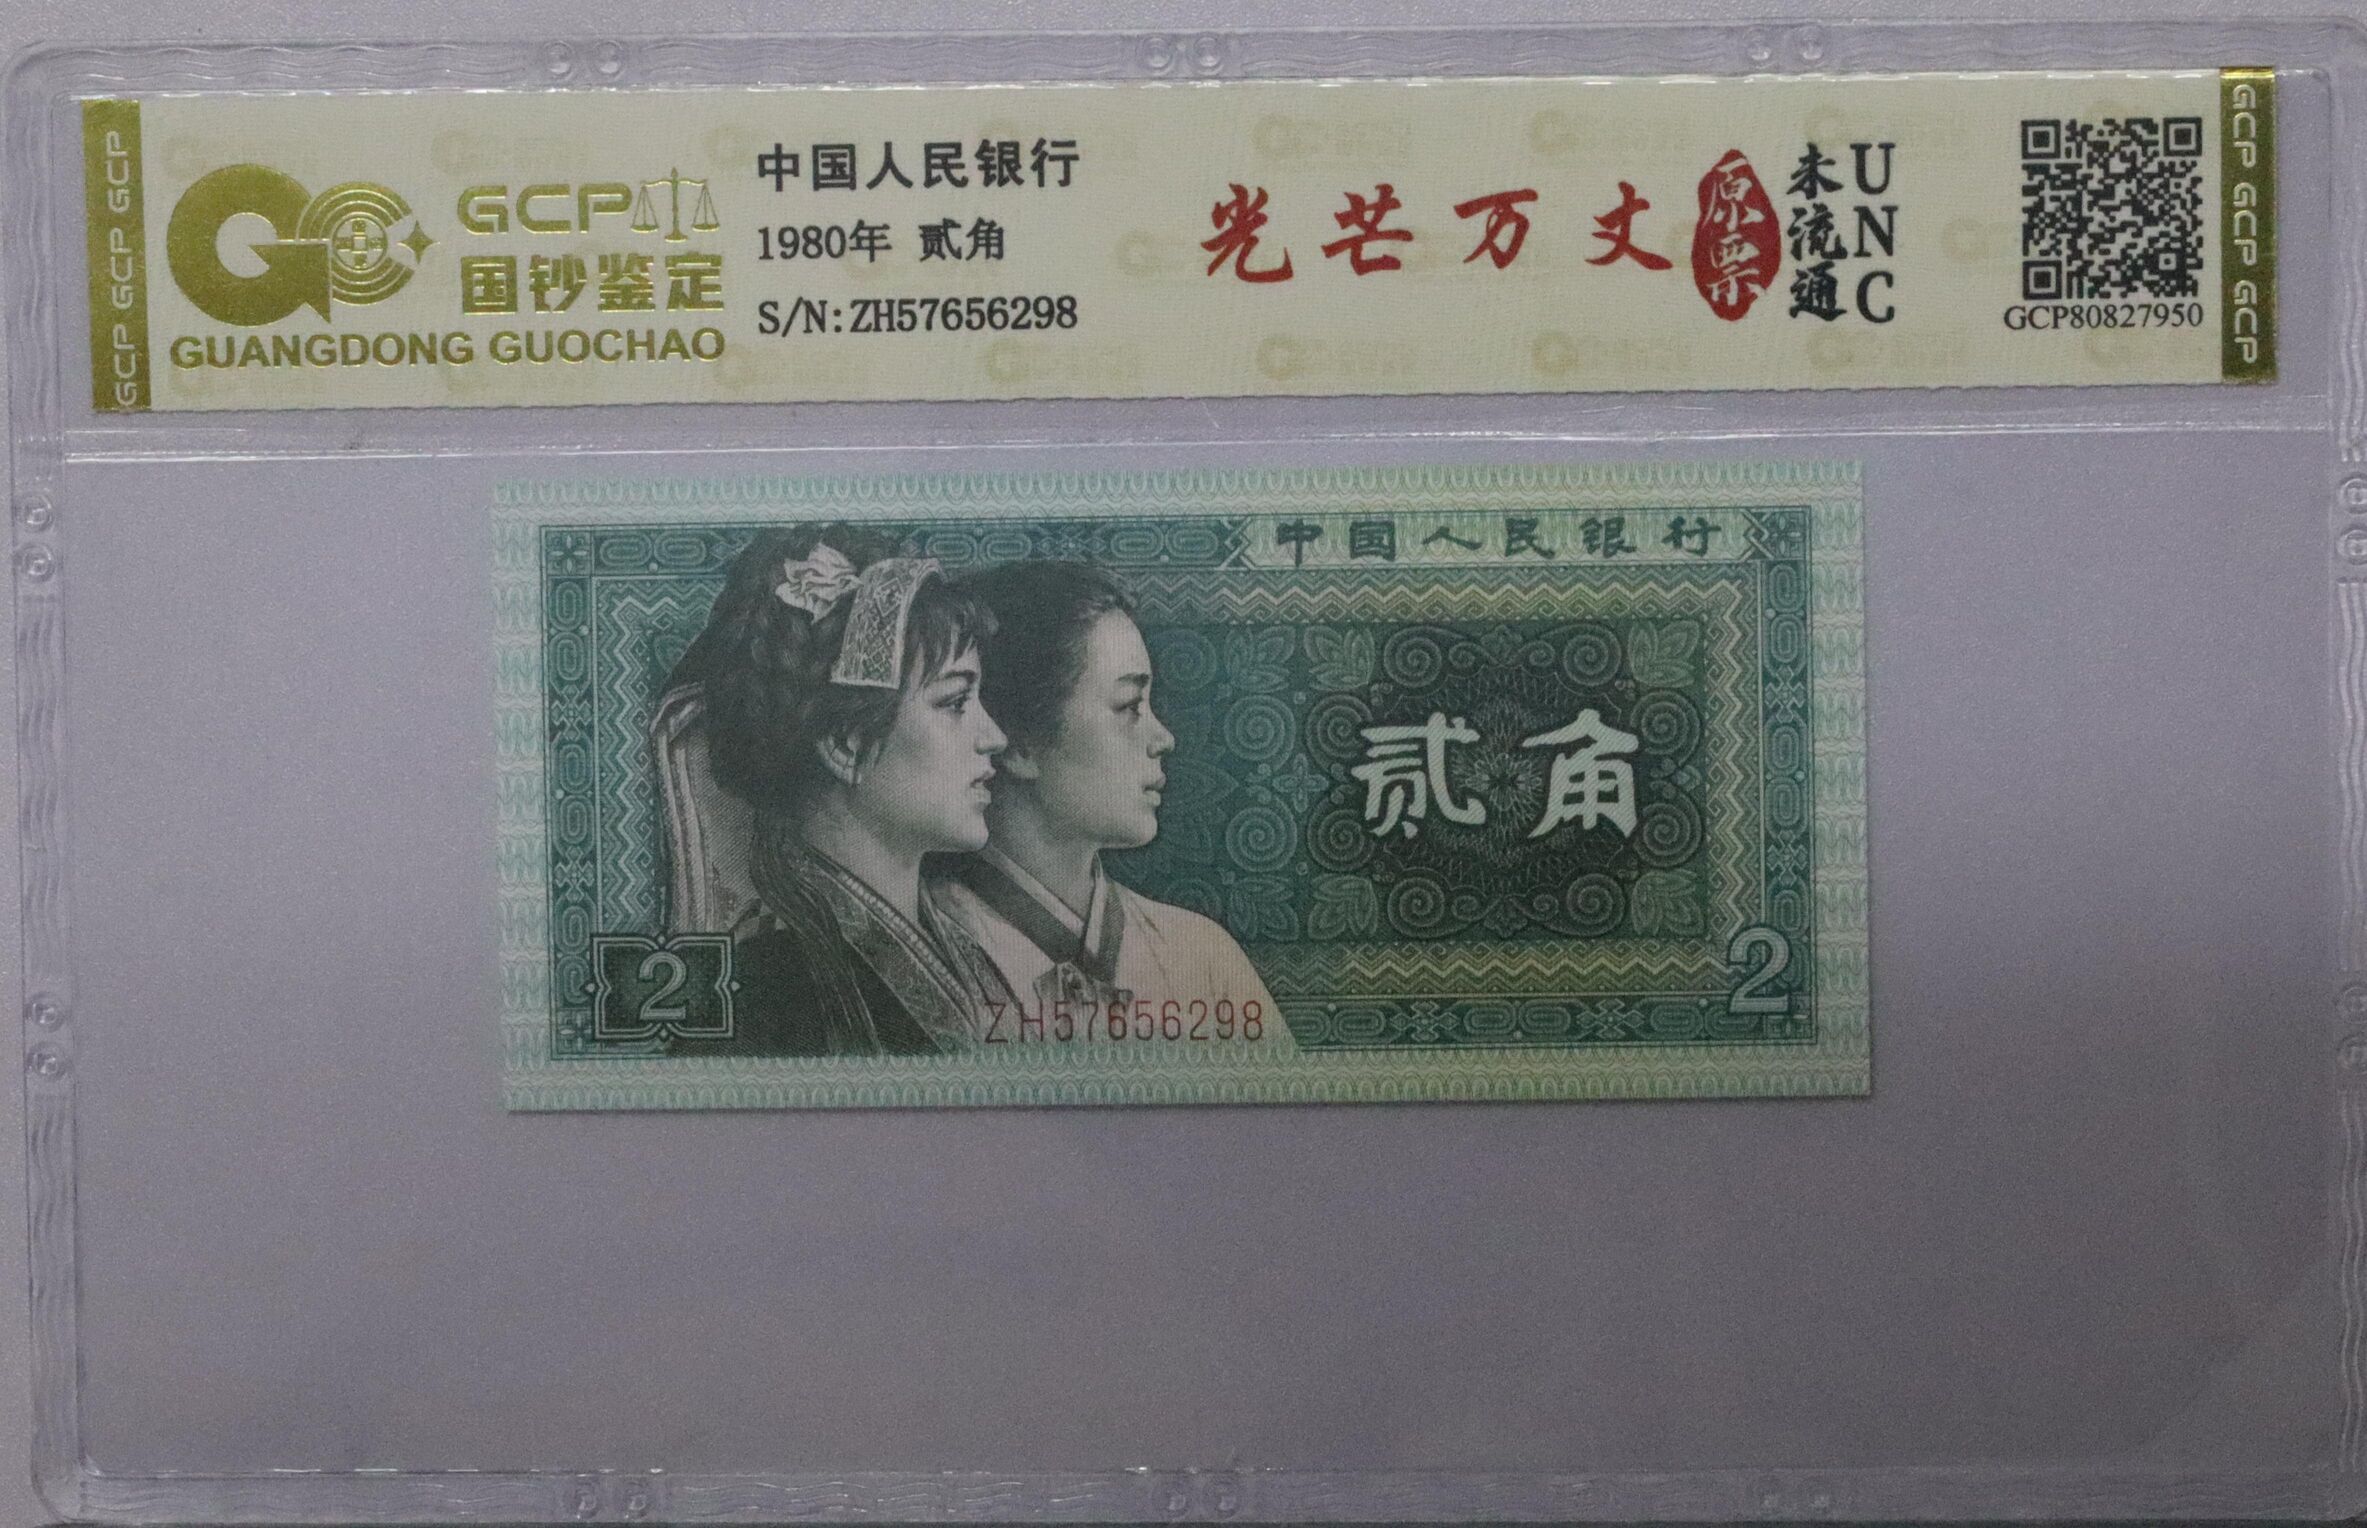 GCP GCP GCP
GCP
国钞鉴定
GUANGDONG GUOCHAO
中国人民银行
1980年 贰角
S/N:ZH57656298
光芒万丈
原票
未流通
UNC
GCP80827950
GCP GCP GCP
中国人民银行
贰角
2
2
ZH57656298